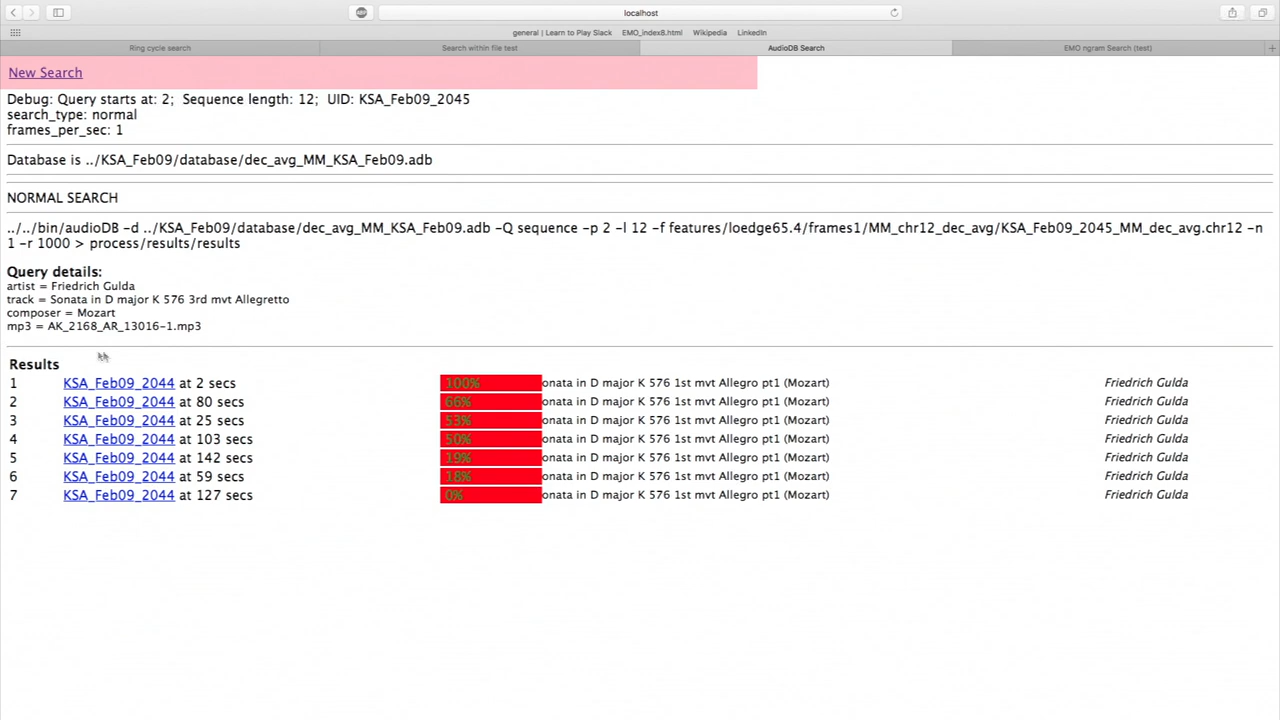 localhost
general | Learn to Play Slack EMO_index8.html Wikipedia LinkedIn
Ring cycle search Search within file test AudioDB Search EMO ngram Search (test)
New Search
Debug: Query starts at: 2; Sequence length: 12; UID: KSA_Feb09_2045
search_type: normal
frames_per_sec: 1
Database is ../KSA_Feb09/database/dec_avg_MM_KSA_Feb09.adb
NORMAL SEARCH
../../bin/audioDB -d ../KSA_Feb09/database/dec_avg_MM_KSA_Feb09.adb -Q sequence -p 2 -l 12 -f features/loedge65.4/frames1/MM_chr12_dec_avg/KSA_Feb09_2045_MM_dec_avg.chr12 -n
1 -r 1000 > process/results/results
Query details:
artist = Friedrich Gulda
track = Sonata in D major K 576 3rd mvt Allegretto
composer = Mozart
mp3 = AK_2168_AR_13016-1.mp3
Results
1 KSA_Feb09_2044 at 2 secs 100% onata in D major K 576 1st mvt Allegro pt1 (Mozart) Friedrich Gulda
2 KSA_Feb09_2044 at 80 secs 66% onata in D major K 576 1st mvt Allegro pt1 (Mozart) Friedrich Gulda
3 KSA_Feb09_2044 at 25 secs 53% onata in D major K 576 1st mvt Allegro pt1 (Mozart) Friedrich Gulda
4 KSA_Feb09_2044 at 103 secs 50% onata in D major K 576 1st mvt Allegro pt1 (Mozart) Friedrich Gulda
5 KSA_Feb09_2044 at 142 secs 19% onata in D major K 576 1st mvt Allegro pt1 (Mozart) Friedrich Gulda
6 KSA_Feb09_2044 at 59 secs 18% onata in D major K 576 1st mvt Allegro pt1 (Mozart) Friedrich Gulda
7 KSA_Feb09_2044 at 127 secs 0% onata in D major K 576 1st mvt Allegro pt1 (Mozart) Friedrich Gulda